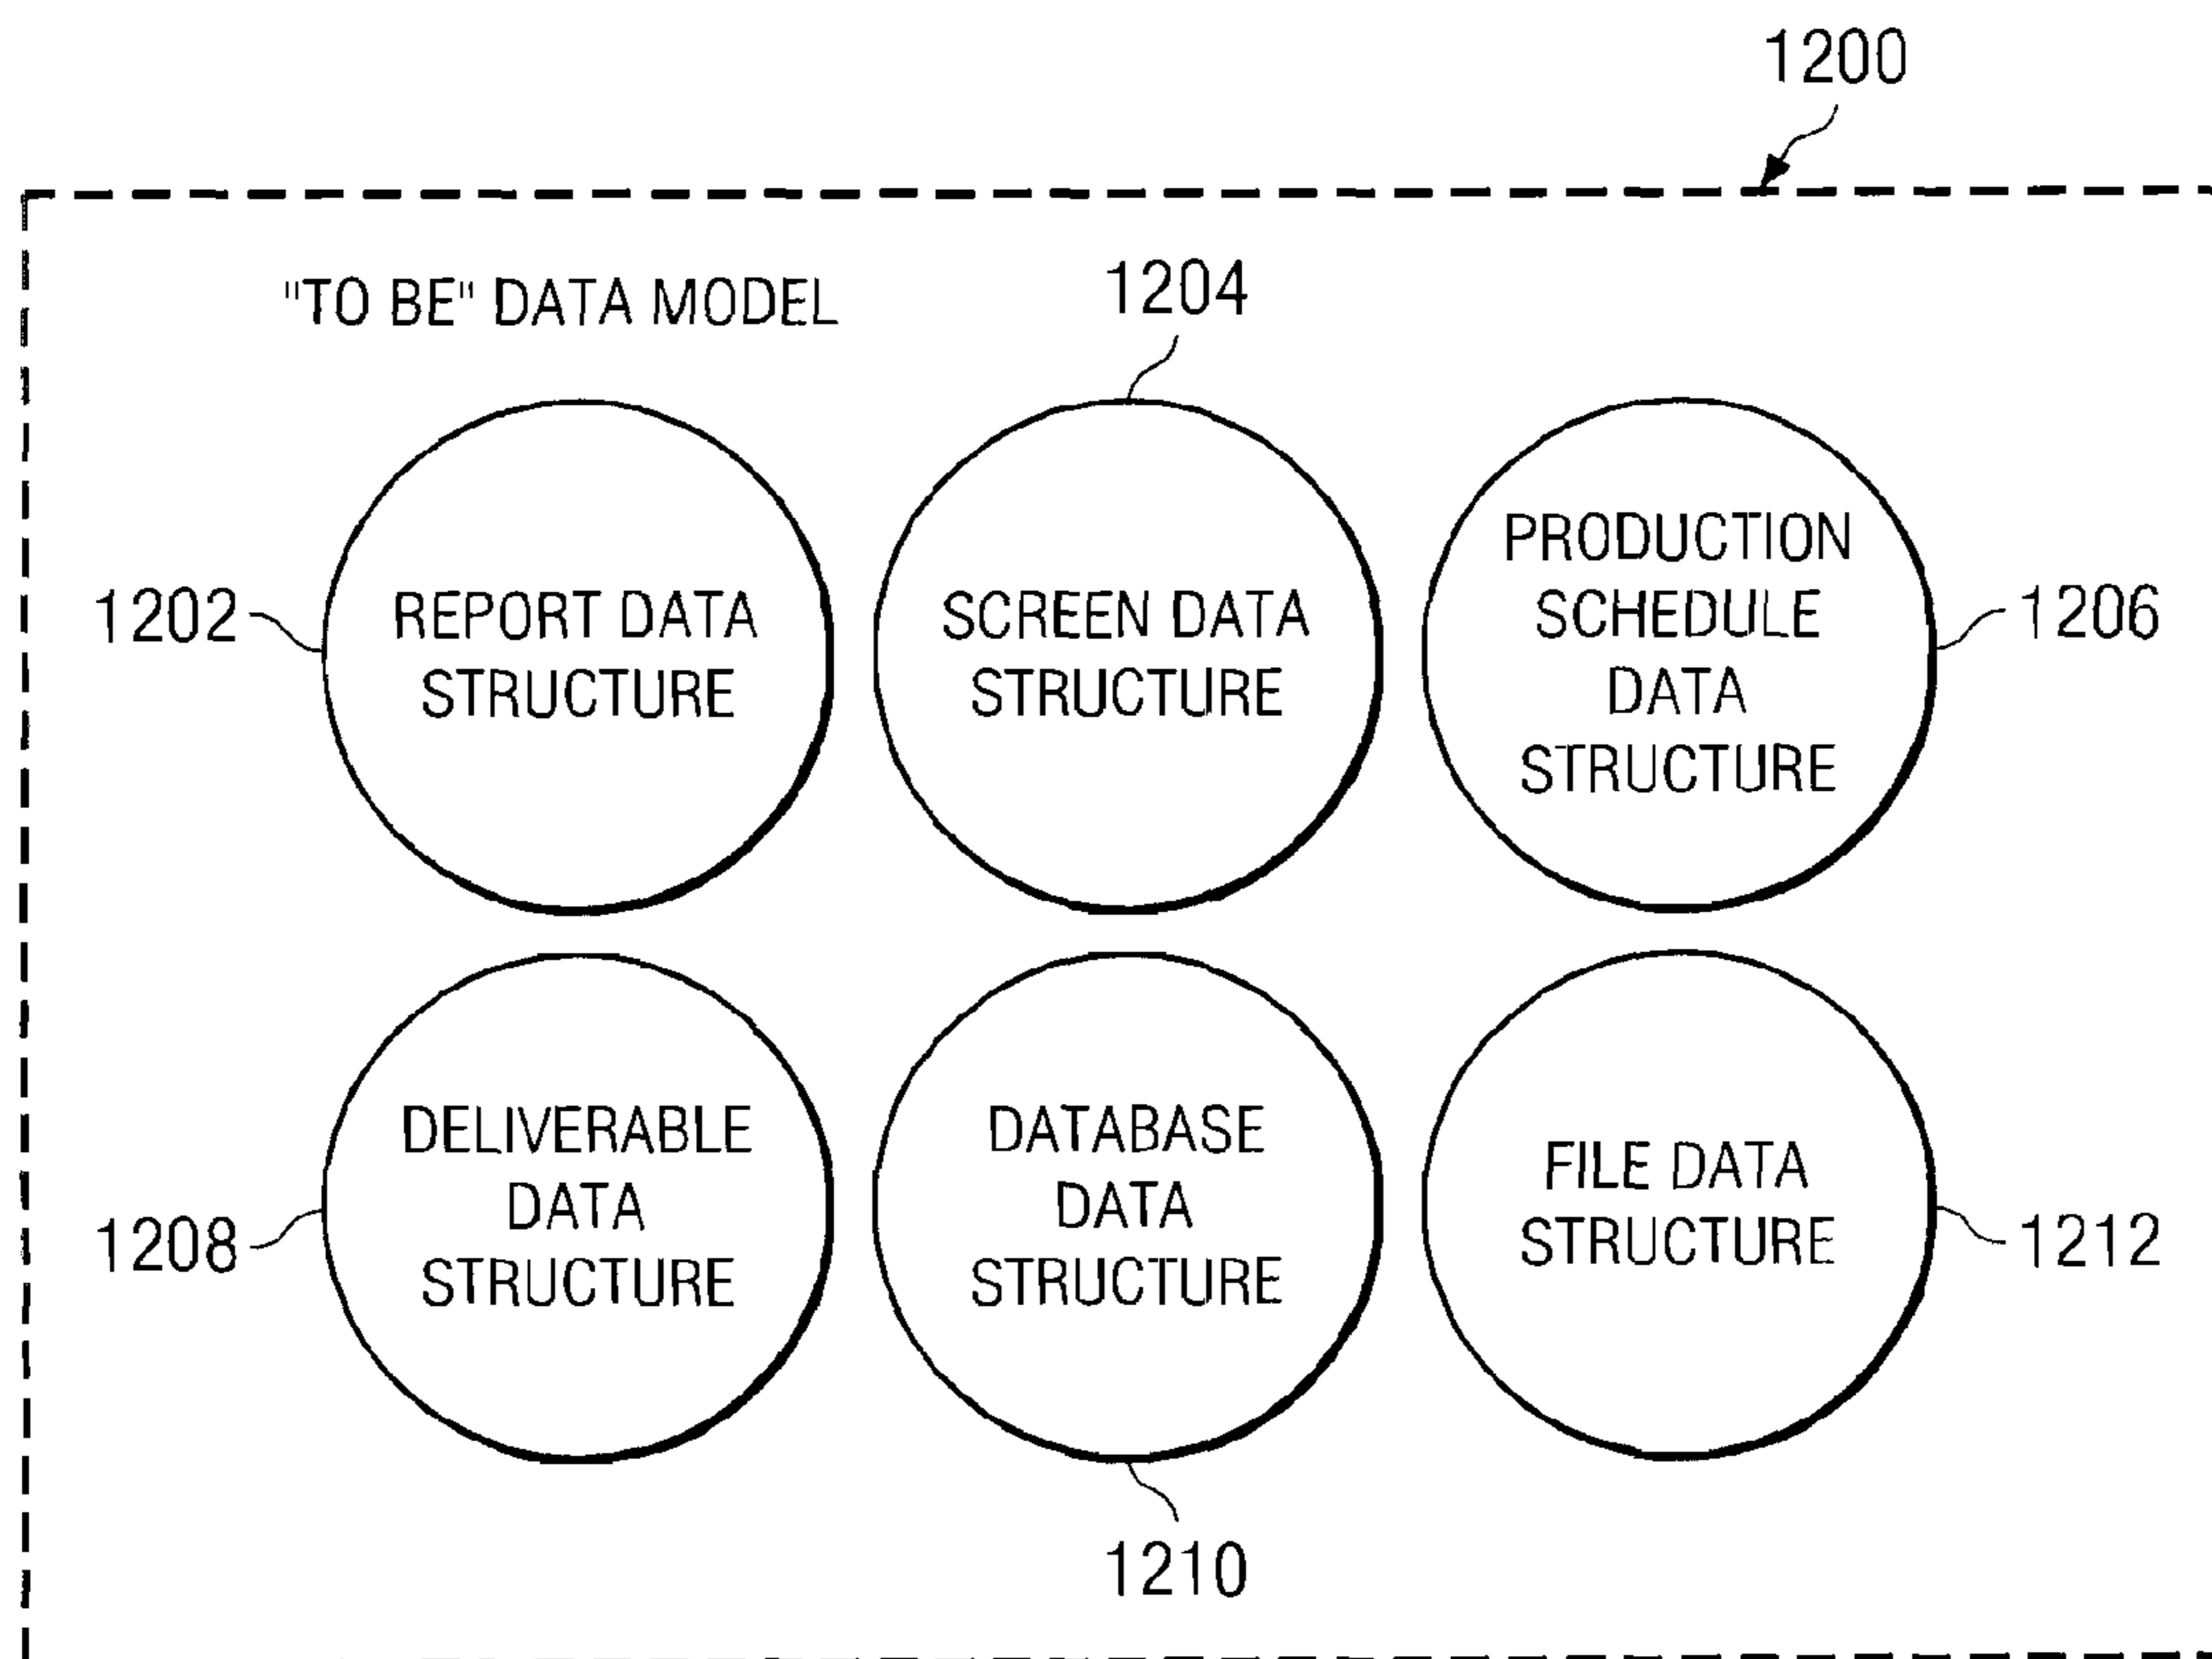 1200
"TO BE" DATA MODEL
1204
1202
REPORT DATA
STRUCTURE
SCREEN DATA
STRUCTURE
PRODUCTION
SCHEDULE
DATA
STRUCTURE
1206
1208
DELIVERABLE
DATA
STRUCTURE
DATABASE
DATA
STRUCTURE
FILE DATA
STRUCTURE
1212
1210